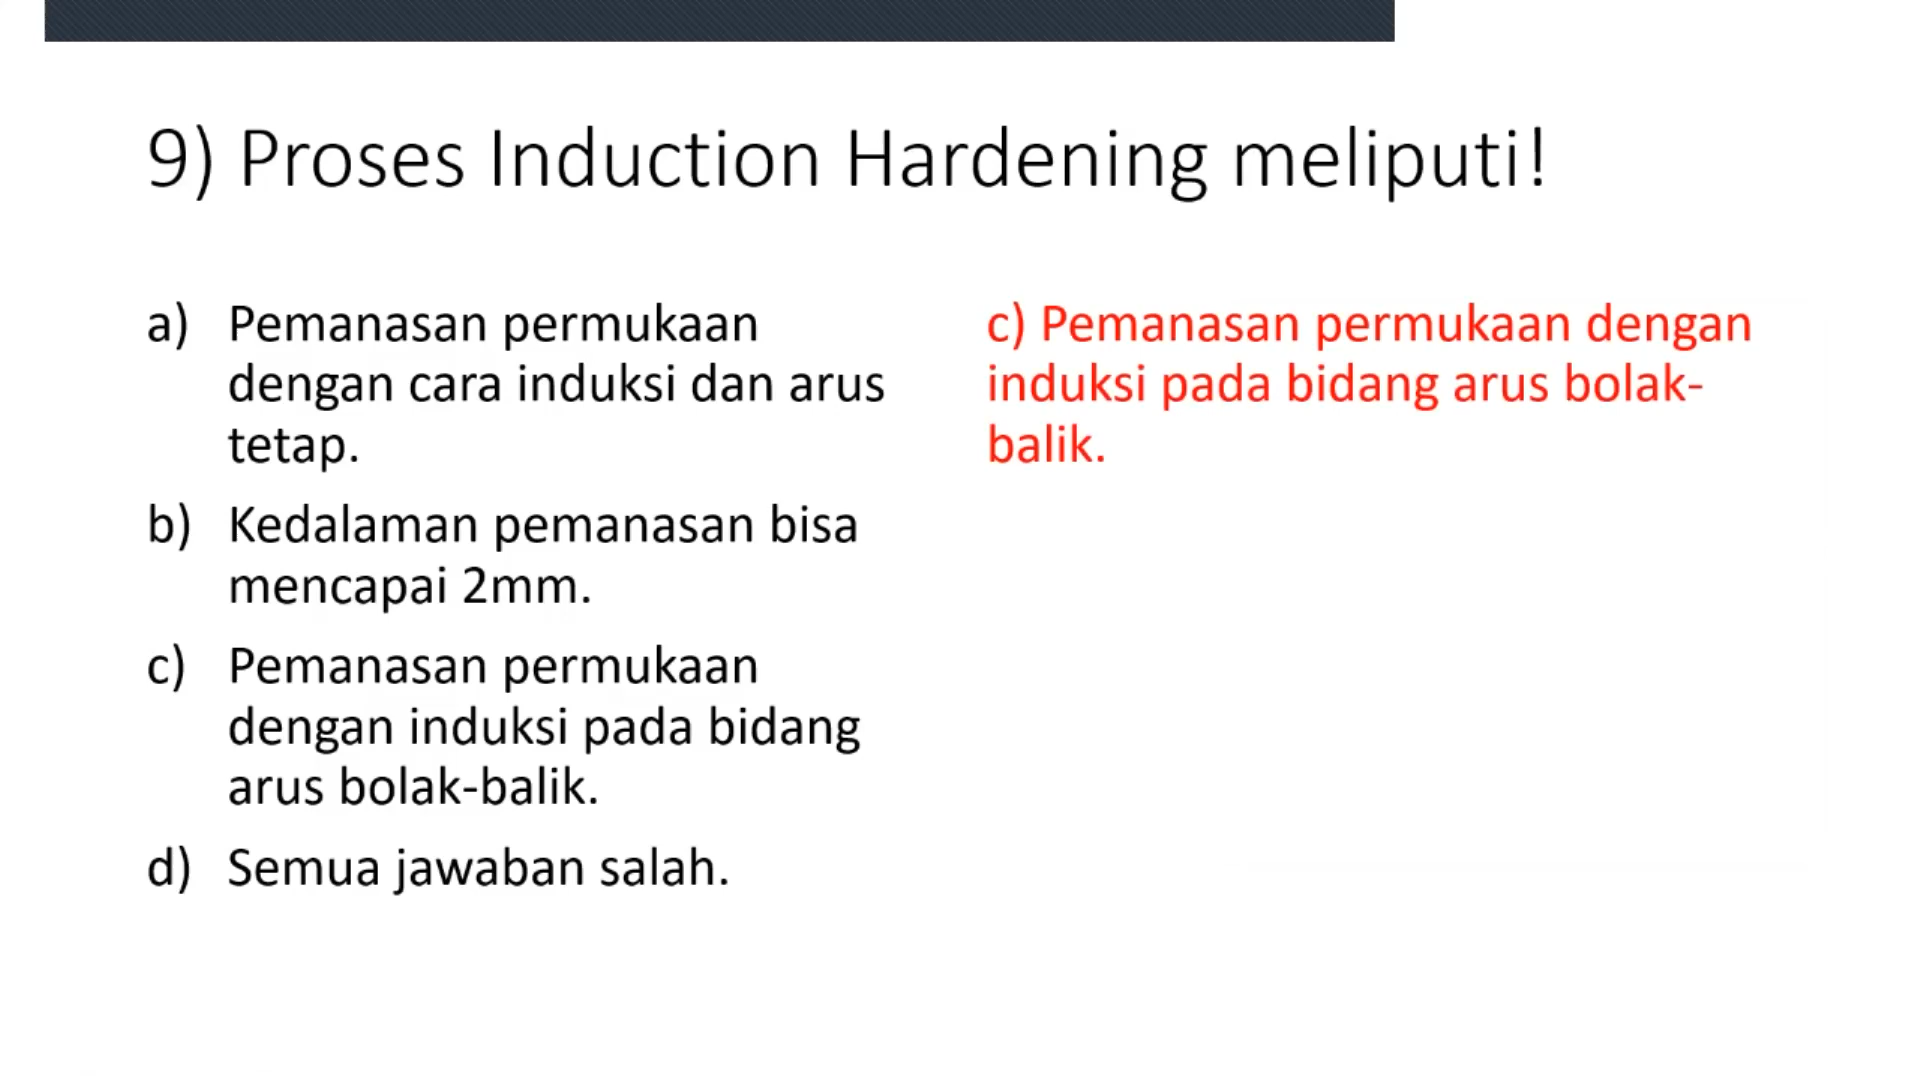 9) Proses Induction Hardening meliputi!
a) Pemanasan permukaan
dengan cara induksi dan arus
tetap.
b) Kedalaman pemanasan bisa
mencapai 2mm.
c) Pemanasan permukaan
dengan induksi pada bidang
arus bolak-balik.
d) Semua jawaban salah.
c) Pemanasan permukaan dengan
induksi pada bidang arus bolak-
balik.